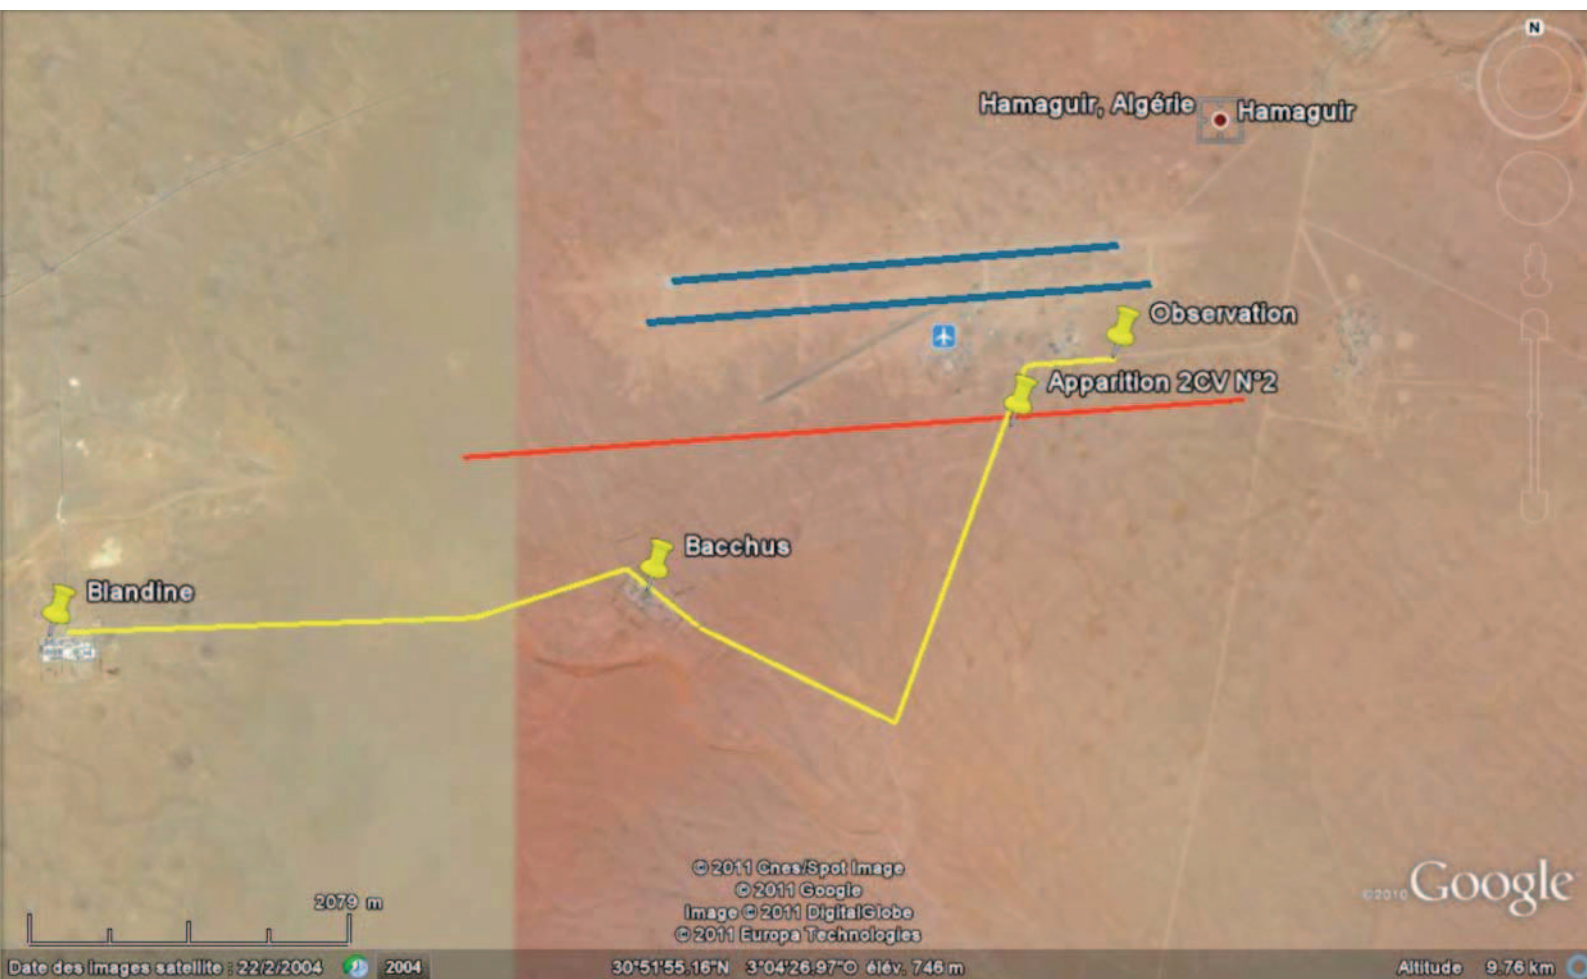 N
Hamaguir, Algérie
Hamaguir
Observation
Apparition 2CV N°2
Bacchus
Blandine
2079 m
© 2011 Cnes/Spot Image
© 2011 Google
Image © 2011 DigitalGlobe
© 2011 Europa Technologies
©2010 Google
Date des images satellite : 22/2/2004
2004
30°51'55.16"N 3°04'26.97"O élév. 746 m
Altitude 9.76 km